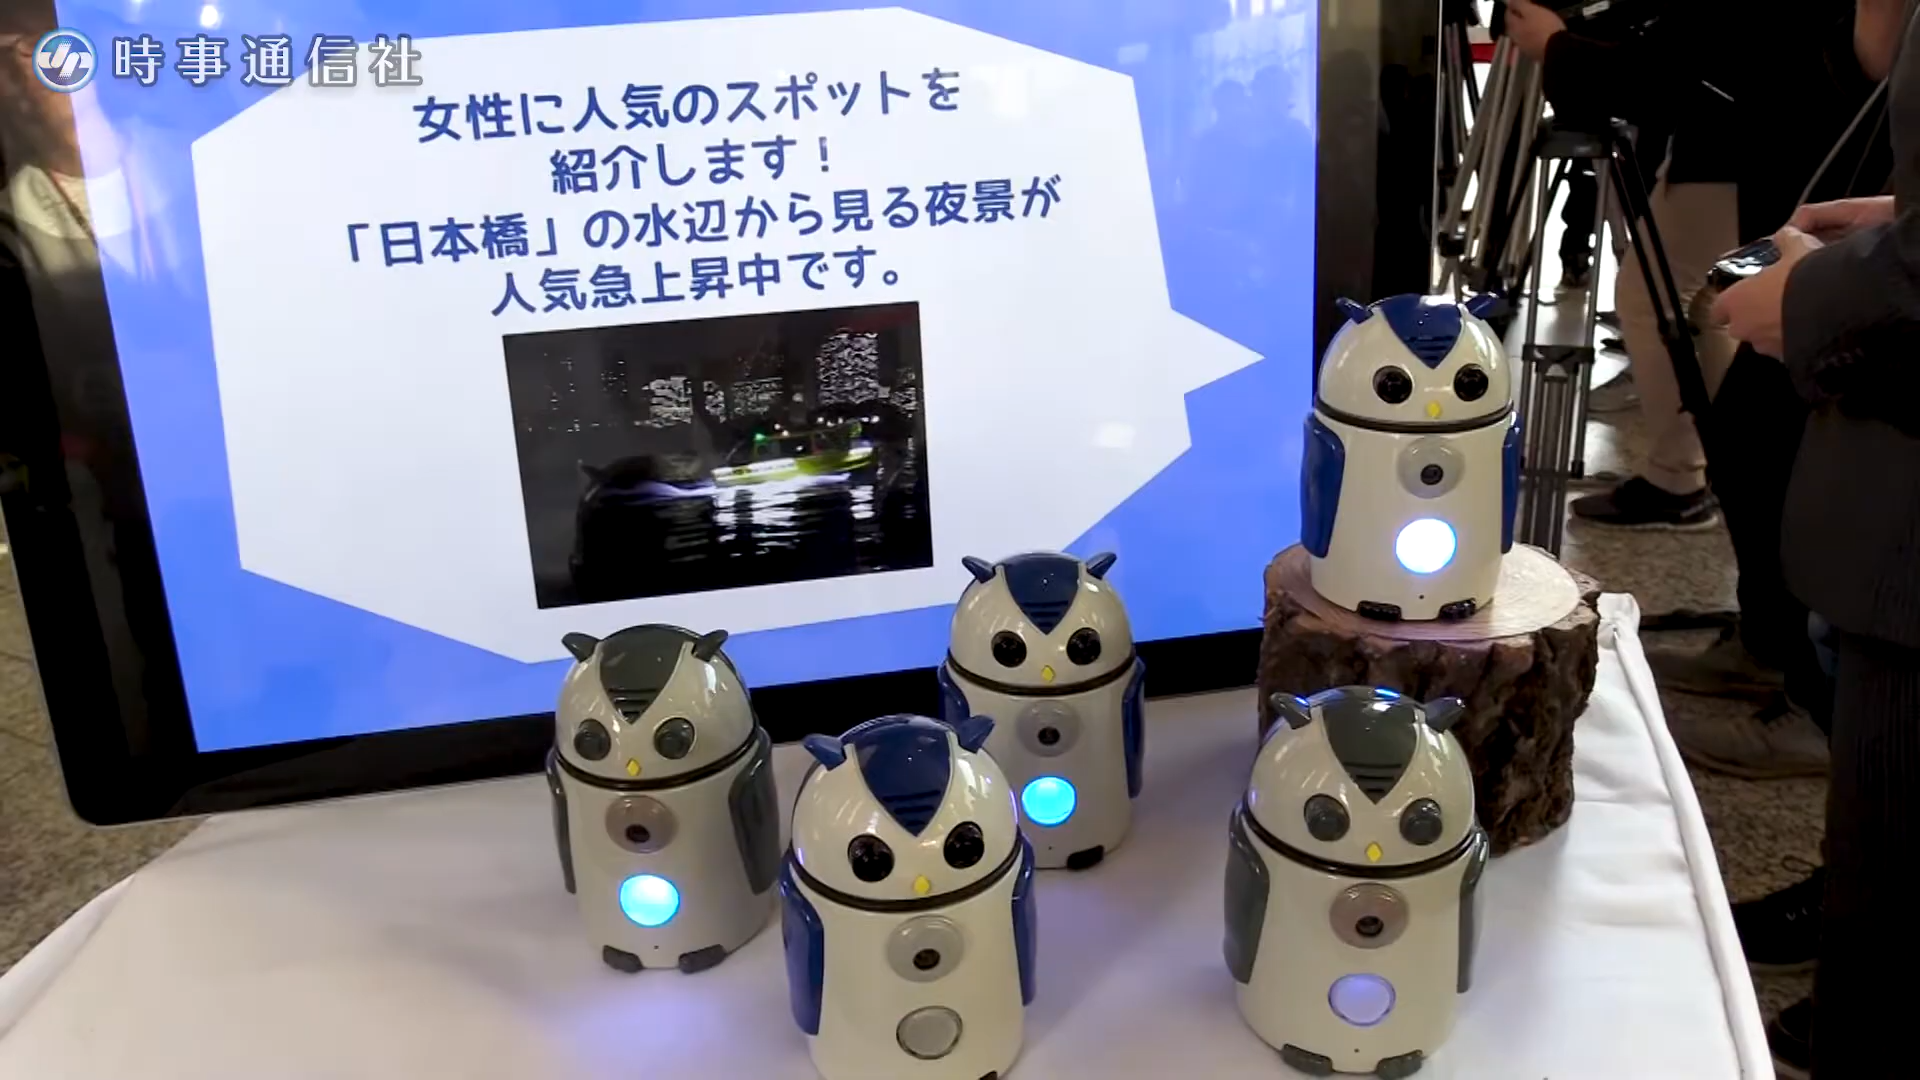 時事通信社
女性に人気のスポットを
紹介します！
「日本橋」の水辺から見る夜景が
人気急上昇中です。